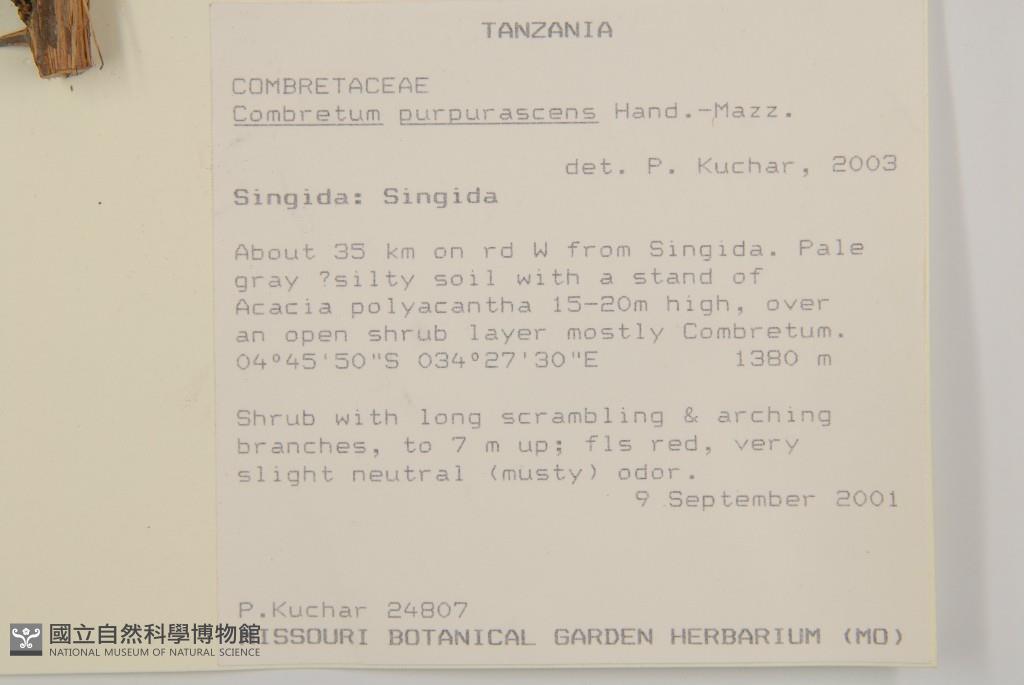 TANZANIA
COMBRETACEAE
Combretum purpurascens Hand.-Mazz.
det. P. Kuchar, 2003
Singida: Singida
About 35 km on rd W from Singida. Pale
gray ?silty soil with a stand of
Acacia polyacantha 15-20m high, over
an open shrub layer mostly Combretum.
04°45'50"S 034°27'30"E 1380 m
Shrub with long scrambling & arching
branches, to 7 m up; fls red, very
slight neutral (musty) odor.
9 September 2001
P.Kuchar 24807
MISSOURI BOTANICAL GARDEN HERBARIUM (MO)
國立自然科學博物館
NATIONAL MUSEUM OF NATURAL SCIENCE